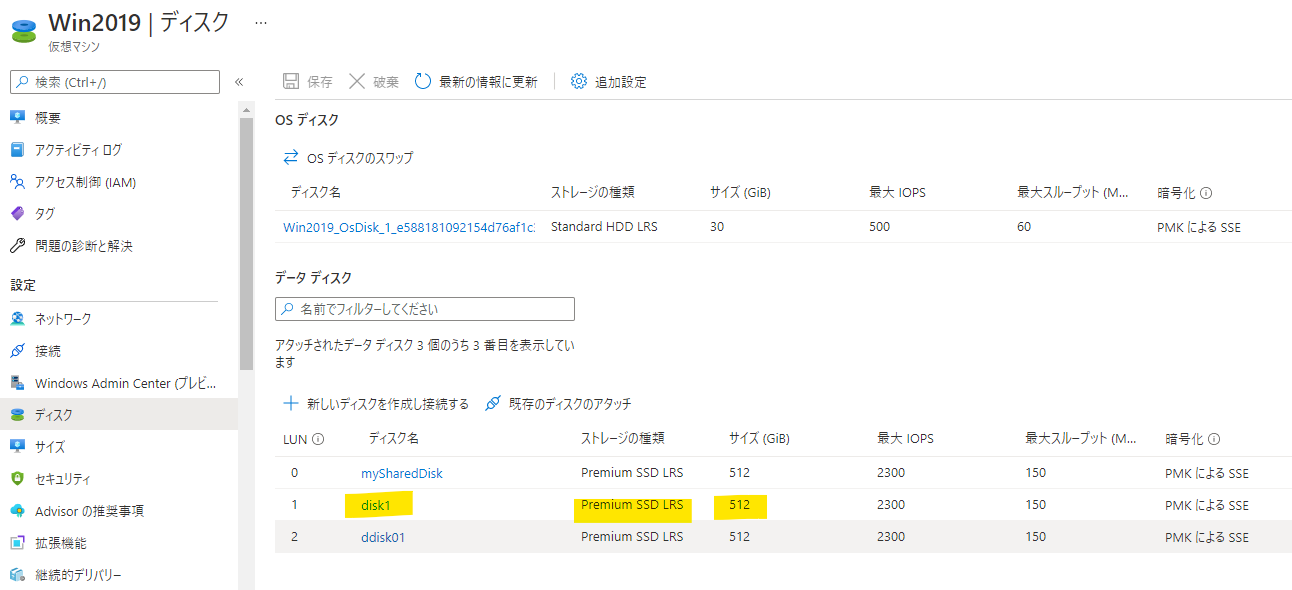 Win2019 | ディスク ...
仮想マシン
検索 (Ctrl+/)
«
概要
アクティビティ ログ
アクセス制御 (IAM)
タグ
問題の診断と解決
設定
ネットワーク
接続
Windows Admin Center (プレビ...
ディスク
サイズ
セキュリティ
Advisor の推奨事項
拡張機能
継続的デリバリー
保存 破棄 最新の情報に更新 追加設定
OS ディスク
OS ディスクのスワップ
ディスク名 ストレージの種類 サイズ (GiB) 最大 IOPS 最大スループット (M... 暗号化
Win2019_OsDisk_1_e588181092154d76af1c Standard HDD LRS 30 500 60 PMK による SSE
データ ディスク
名前でフィルターしてください
アタッチされたデータ ディスク 3 個のうち 3 番目を表示してい
ます
新しいディスクを作成し接続する 既存のディスクのアタッチ
LUN ディスク名 ストレージの種類 サイズ (GiB) 最大 IOPS 最大スループット (M... 暗号化
0 mySharedDisk Premium SSD LRS 512 2300 150 PMK による SSE
1 disk1 Premium SSD LRS 512 2300 150 PMK による SSE
2 ddisk01 Premium SSD LRS 512 2300 150 PMK による SSE